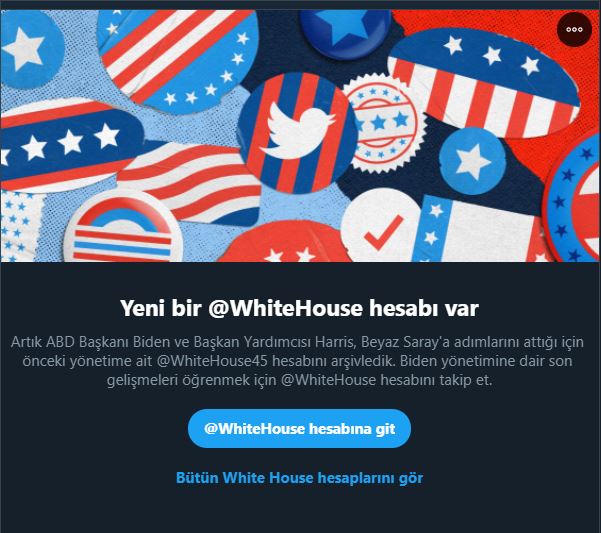 Yeni bir @WhiteHouse hesabı var
Artık ABD Başkanı Biden ve Başkan Yardımcısı Harris, Beyaz Saray'a adımlarını attığı için
önceki yönetime ait @WhiteHouse45 hesabını arşivledik. Biden yönetimine dair son
gelişmeleri öğrenmek için @WhiteHouse hesabını takip et.
@WhiteHouse hesabına git
Bütün White House hesaplarını gör